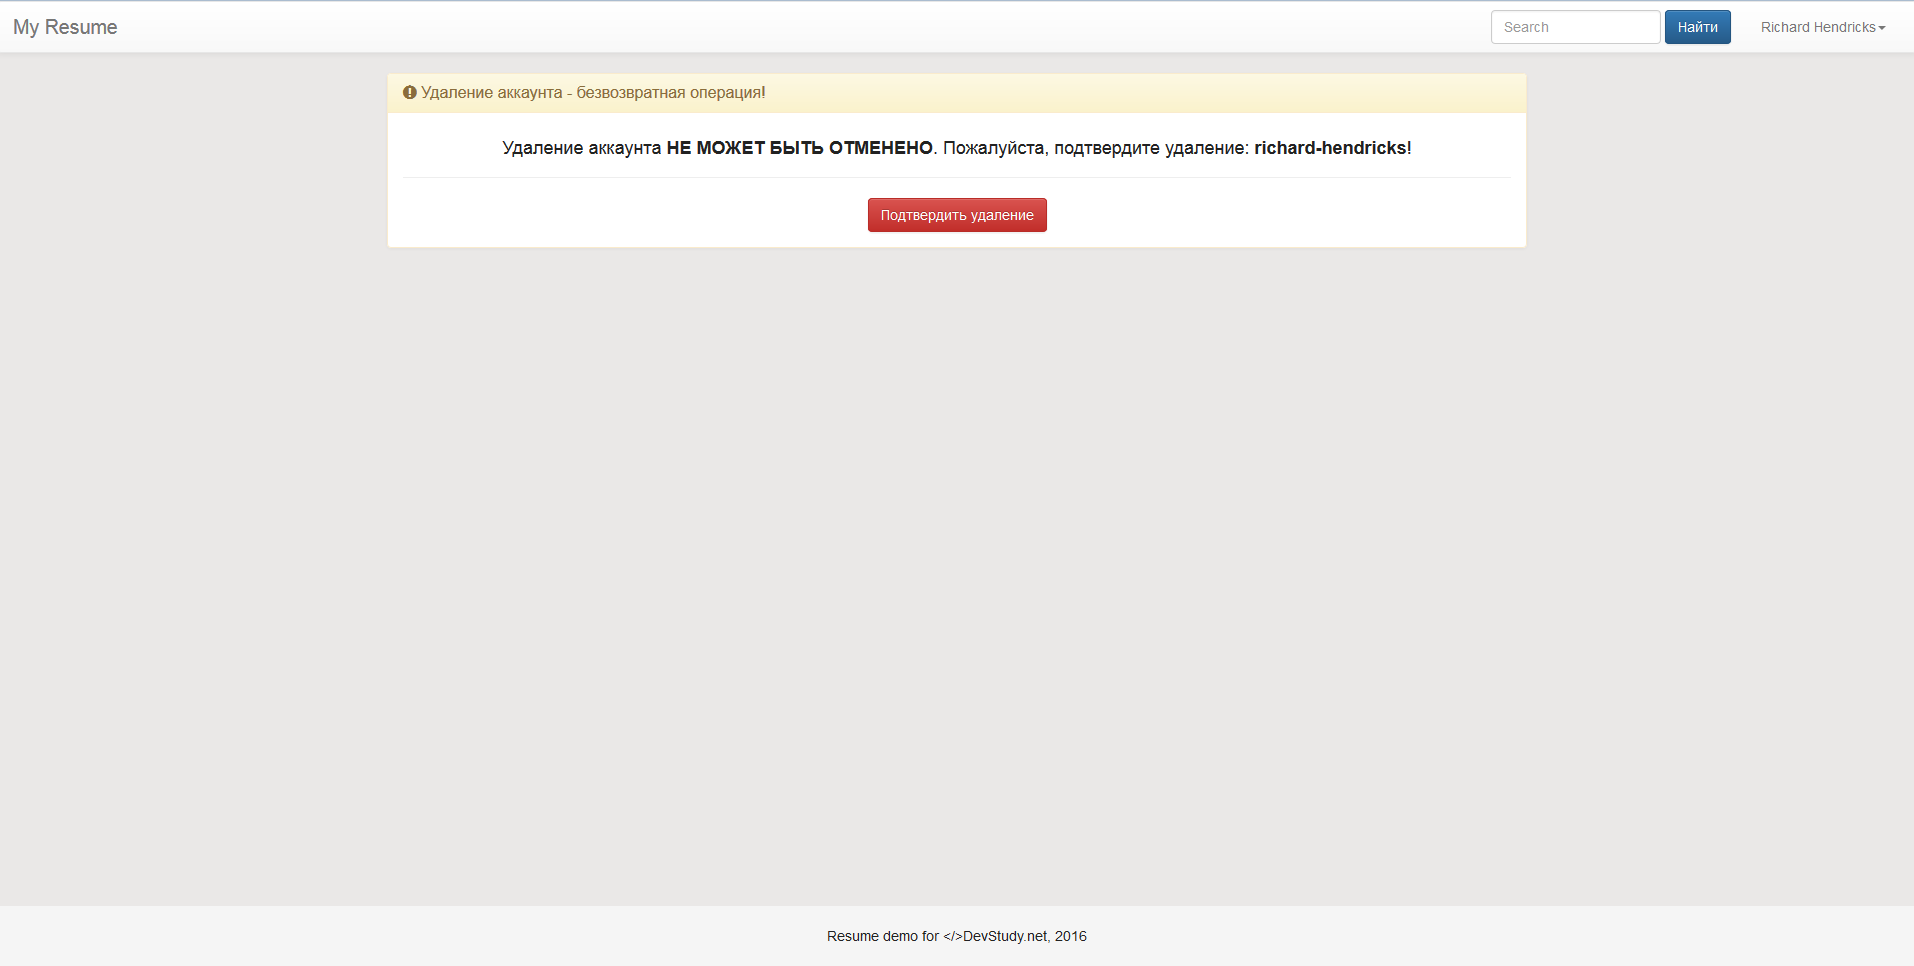 My Resume
Search
Найти
Richard Hendricks
Удаление аккаунта - безвозвратная операция!
Удаление аккаунта НЕ МОЖЕТ БЫТЬ ОТМЕНЕНО. Пожалуйста, подтвердите удаление: richard-hendricks!
Подтвердить удаление
Resume demo for </>DevStudy.net, 2016